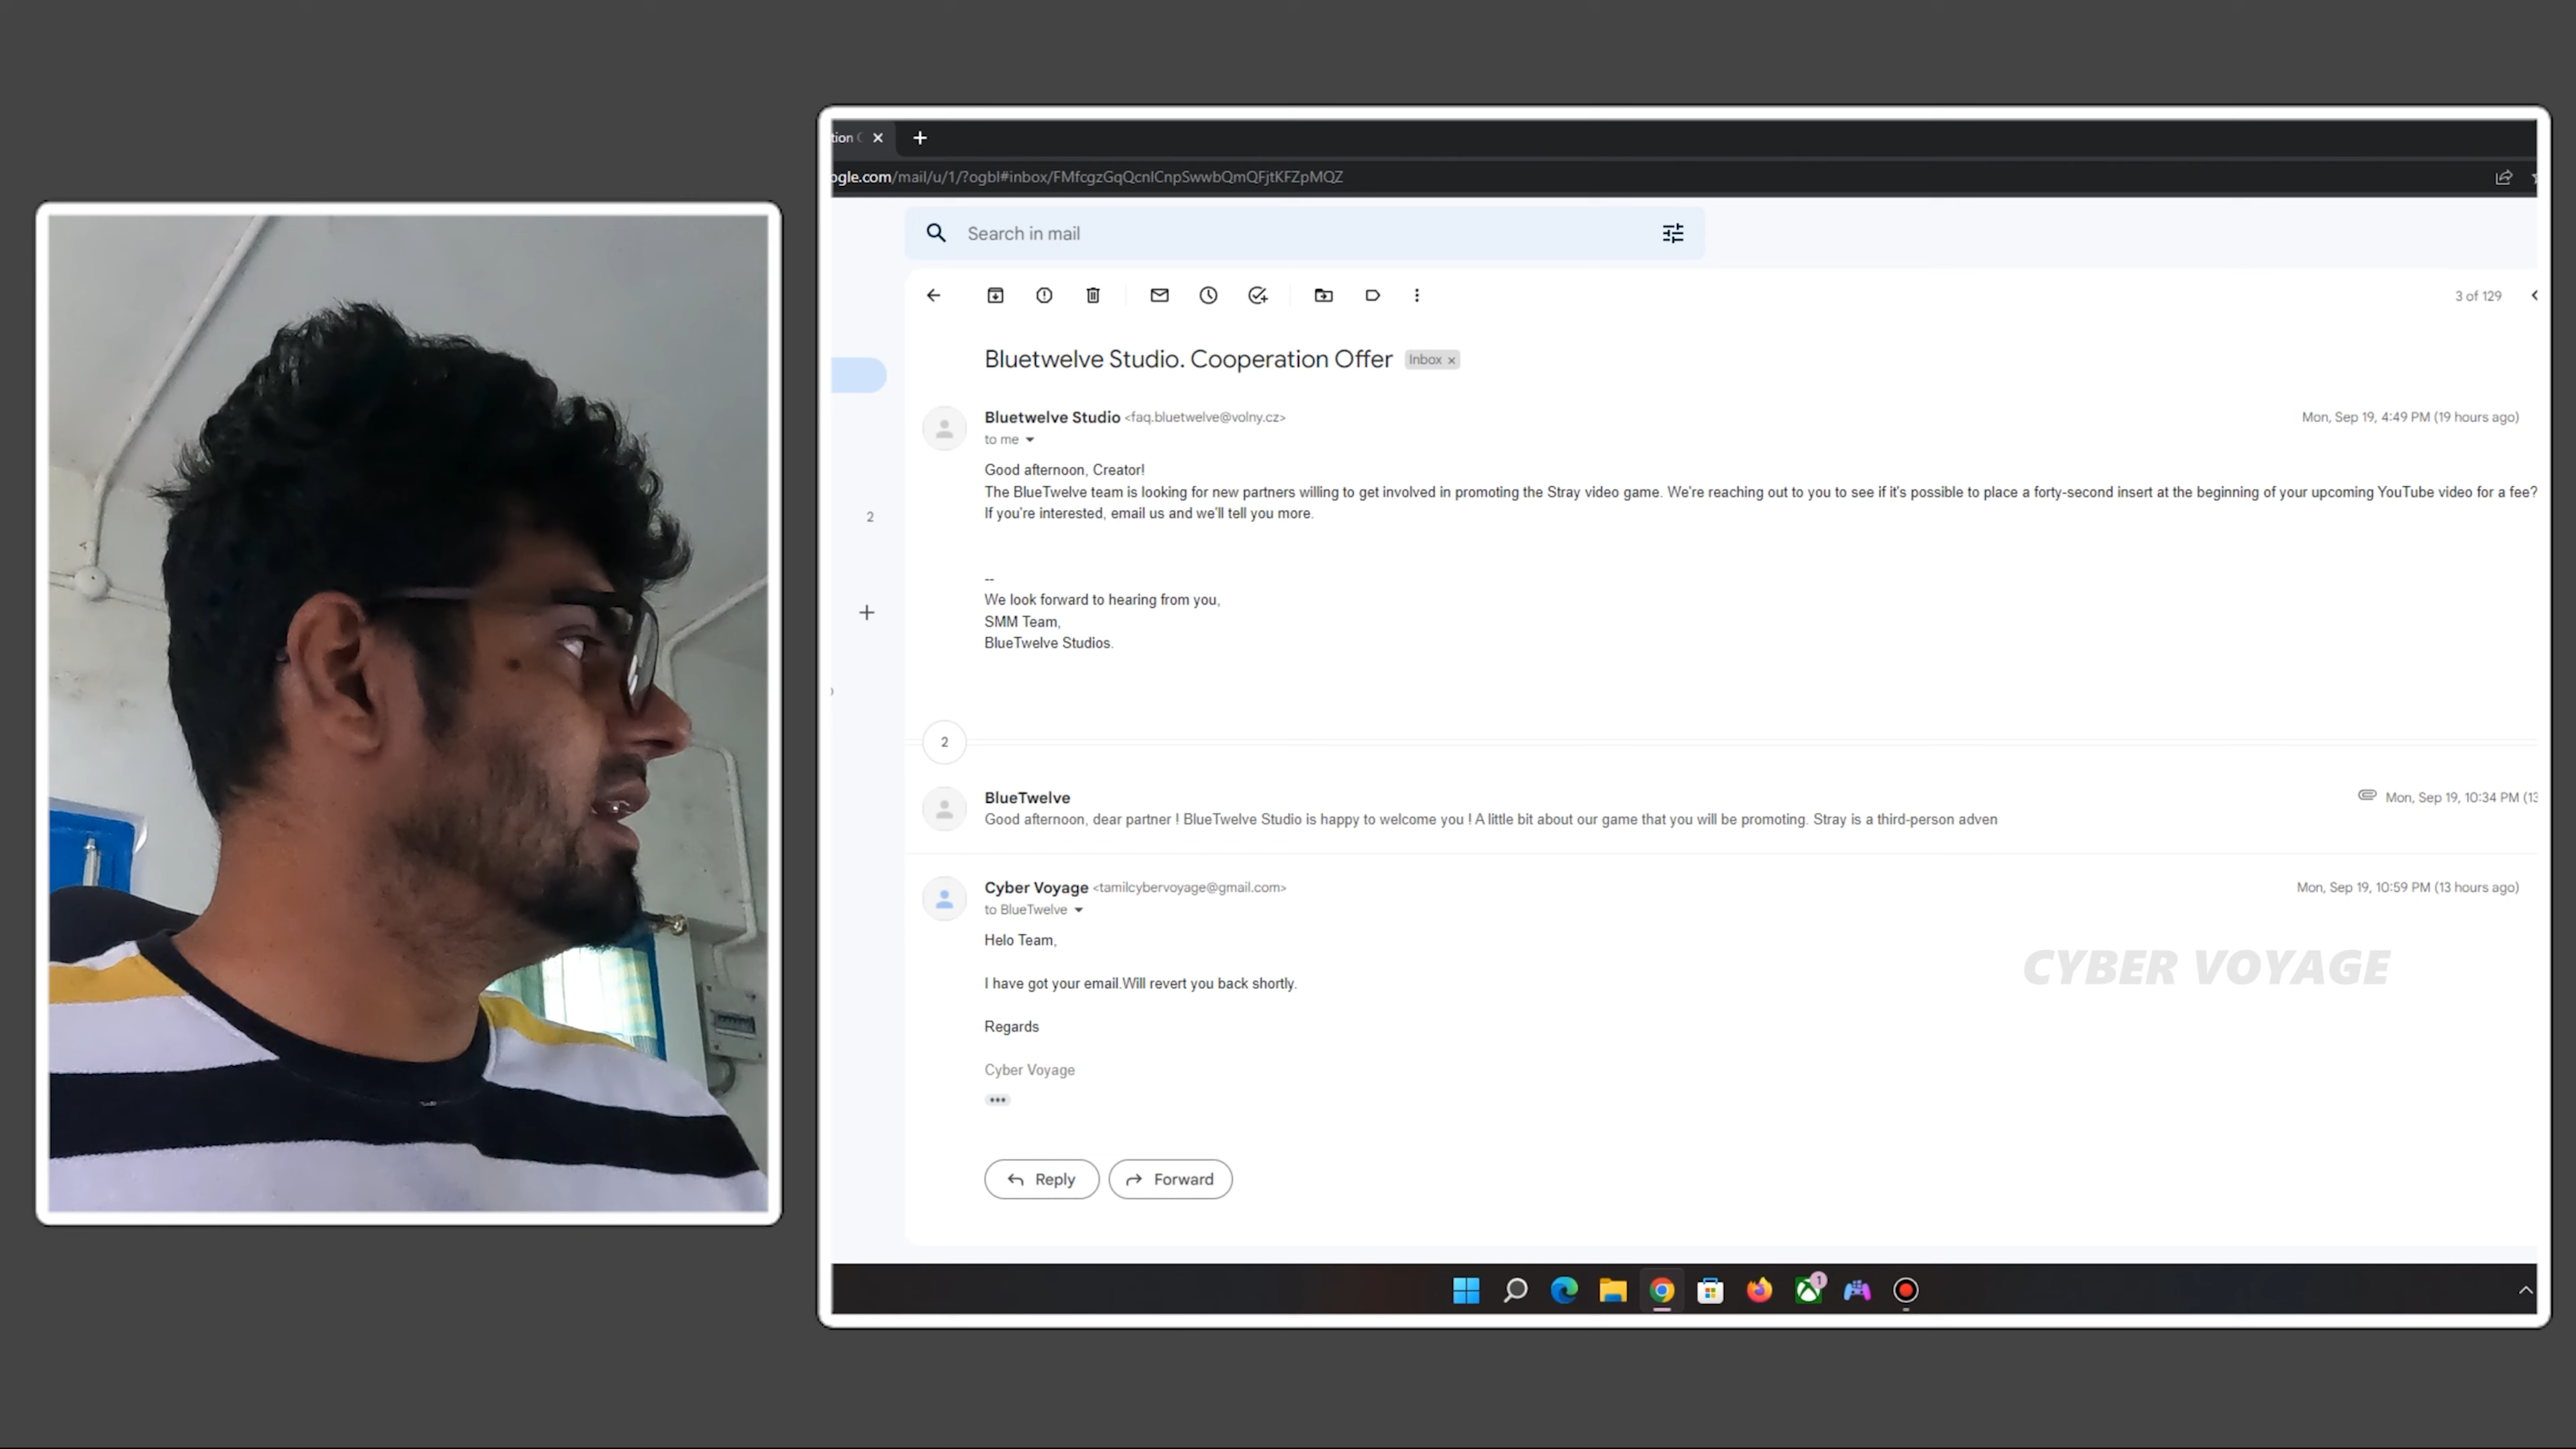 tion
ogle.com/mail/u/1/?ogbl#inbox/FMfcgzGqQcnlCnpSwwbQmQFjtKFZpMQZ
Search in mail
3 of 129
Bluetwelve Studio. Cooperation Offer Inbox ×
Bluetwelve Studio <faq.bluetwelve@volny.cz> Mon, Sep 19, 4:49 PM (19 hours ago)
to me
Good afternoon, Creator!
The BlueTwelve team is looking for new partners willing to get involved in promoting the Stray video game. We're reaching out to you to see if it's possible to place a forty-second insert at the beginning of your upcoming YouTube video for a fee?
If you're interested, email us and we'll tell you more.
2
--
We look forward to hearing from you,
SMM Team,
BlueTwelve Studios.
2
BlueTwelve Mon, Sep 19, 10:34 PM (13
Good afternoon, dear partner ! BlueTwelve Studio is happy to welcome you ! A little bit about our game that you will be promoting. Stray is a third-person adven
Cyber Voyage <tamilcybervoyage@gmail.com> Mon, Sep 19, 10:59 PM (13 hours ago)
to BlueTwelve
Helo Team,
CYBER VOYAGE
I have got your email.Will revert you back shortly.
Regards
Cyber Voyage
Reply Forward
1